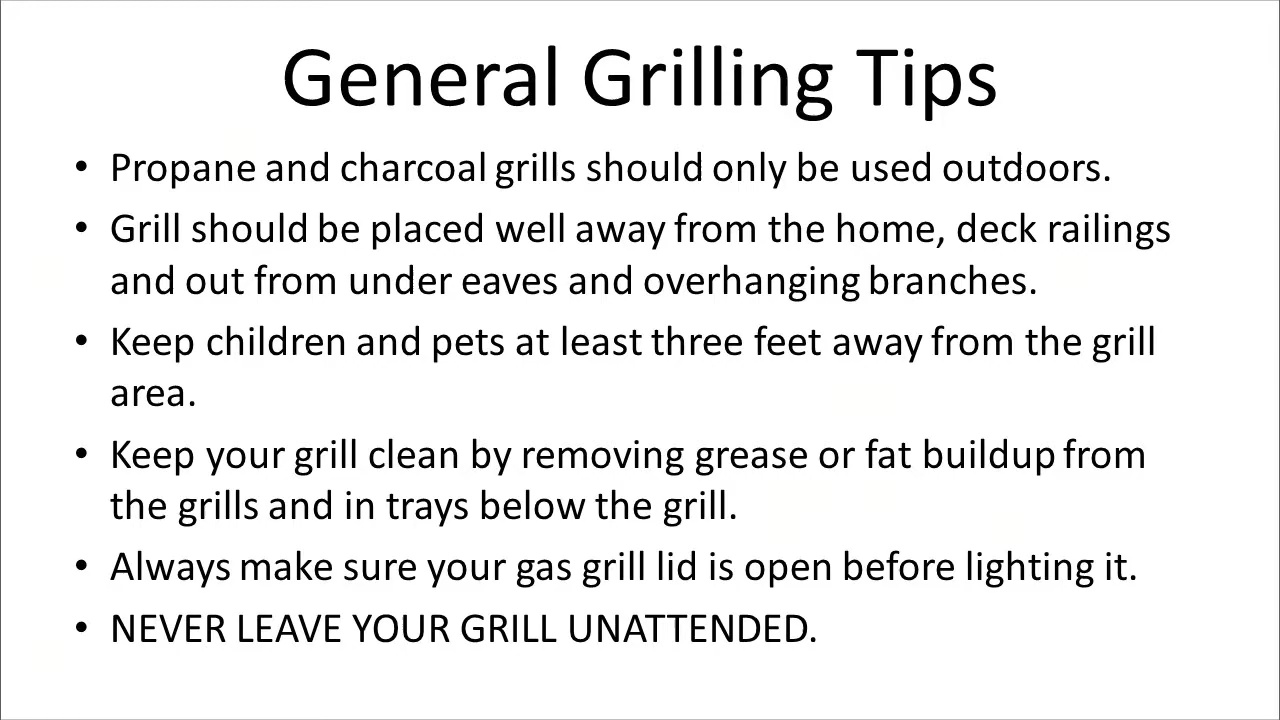 General Grilling Tips
• Propane and charcoal grills should only be used outdoors.
• Grill should be placed well away from the home, deck railings
and out from under eaves and overhanging branches.
• Keep children and pets at least three feet away from the grill
area.
• Keep your grill clean by removing grease or fat buildup from
the grills and in trays below the grill.
• Always make sure your gas grill lid is open before lighting it.
• NEVER LEAVE YOUR GRILL UNATTENDED.